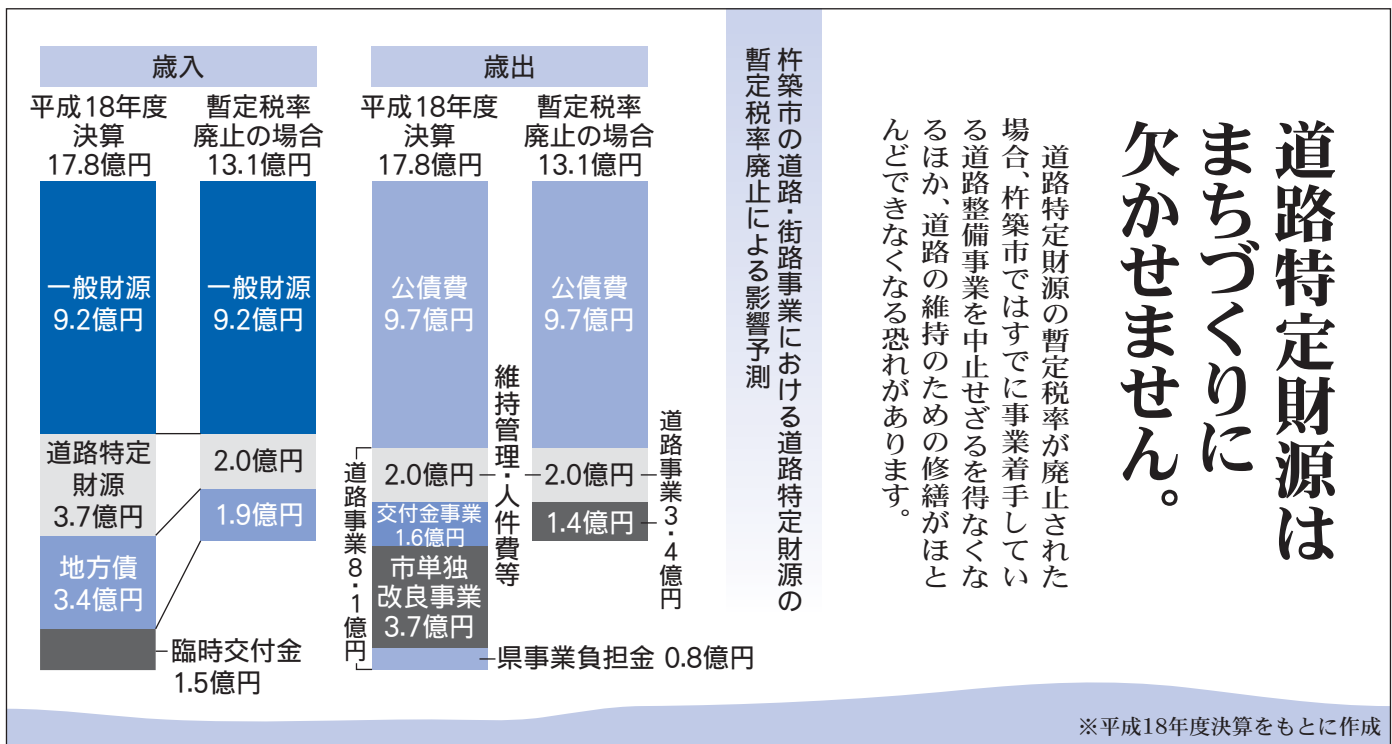 道路特定財源は
まちづくりに
欠かせません。
道路特定財源の暫定税率が廃止された
場合、杵築市ではすでに事業着手してい
る道路整備事業を中止せざるを得なくな
るほか、道路の維持のための修繕がほと
んどできなくなる恐れがあります。
杵築市の道路・街路事業における道路特定財源の
暫定税率廃止による影響予測
歳入
平成18年度
決算
17.8億円
暫定税率
廃止の場合
13.1億円
一般財源
9.2億円
一般財源
9.2億円
道路特定
財源
3.7億円
2.0億円
地方債
3.4億円
1.9億円
臨時交付金
1.5億円
歳出
平成18年度
決算
17.8億円
暫定税率
廃止の場合
13.1億円
公債費
9.7億円
公債費
9.7億円
維持管理・人件費等
2.0億円
2.0億円
交付金事業
1.6億円
1.4億円
市単独
改良事業
3.7億円
県事業負担金 0.8億円
道路事業8・1億円
道路事業3・4億円
※平成18年度決算をもとに作成